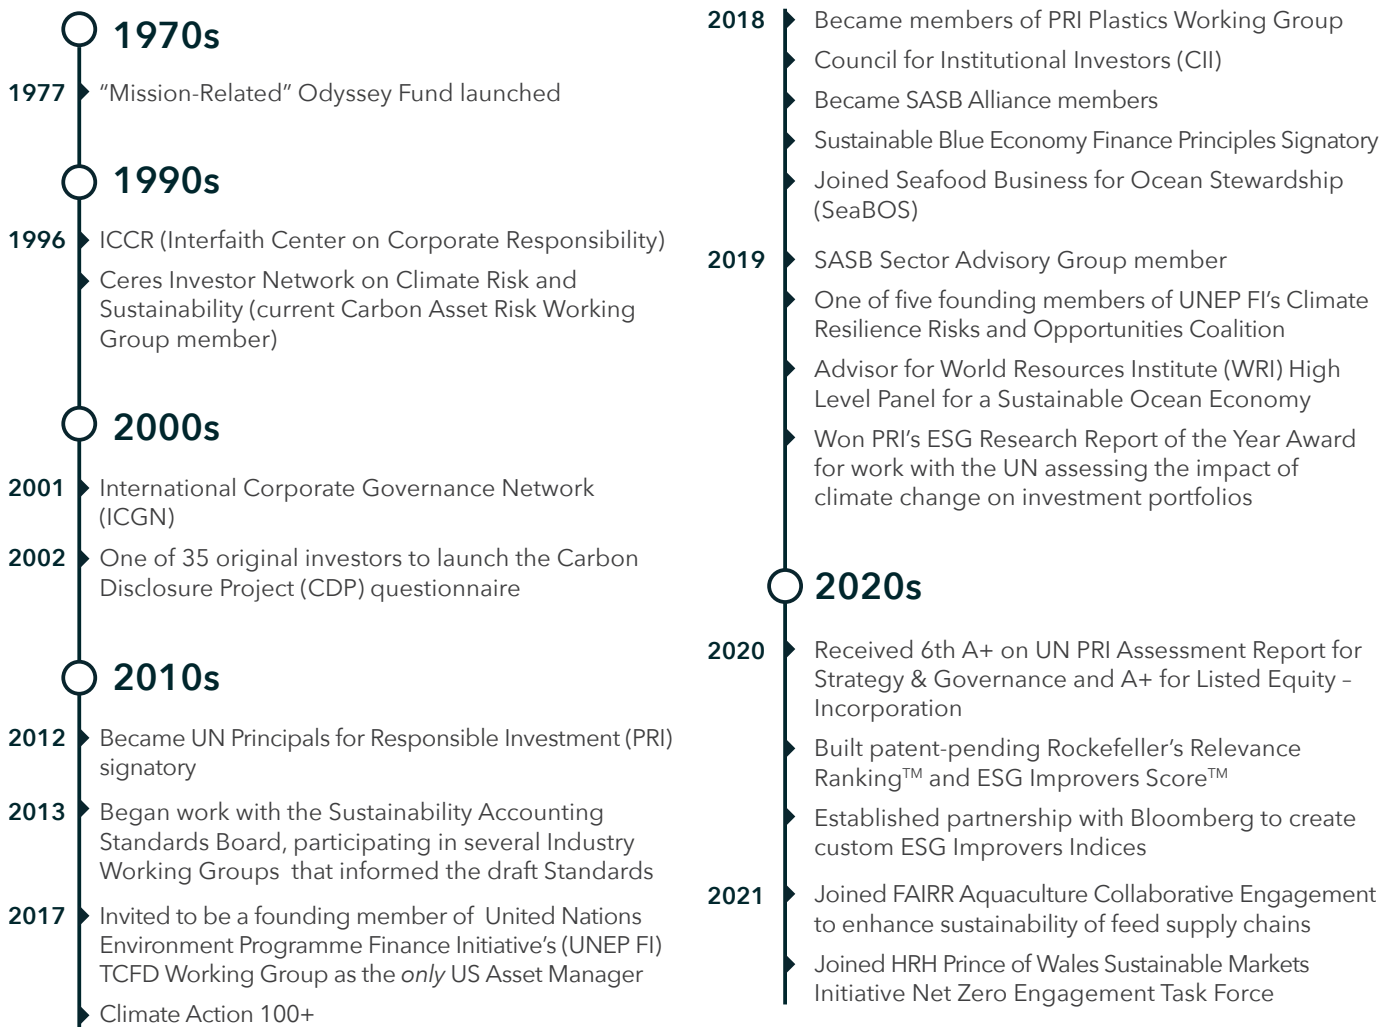 1970s
1977 “Mission-Related” Odyssey Fund launched
1990s
1996 ICCR (Interfaith Center on Corporate Responsibility)
Ceres Investor Network on Climate Risk and
Sustainability (current Carbon Asset Risk Working
Group member)
2000s
2001 International Corporate Governance Network
(ICGN)
2002 One of 35 original investors to launch the Carbon
Disclosure Project (CDP) questionnaire
2010s
2012 Became UN Principals for Responsible Investment (PRI)
signatory
2013 Began work with the Sustainability Accounting
Standards Board, participating in several Industry
Working Groups that informed the draft Standards
2017 Invited to be a founding member of United Nations
Environment Programme Finance Initiative’s (UNEP FI)
TCFD Working Group as the only US Asset Manager
Climate Action 100+
2018 Became members of PRI Plastics Working Group
Council for Institutional Investors (CII)
Became SASB Alliance members
Sustainable Blue Economy Finance Principles Signatory
Joined Seafood Business for Ocean Stewardship
(SeaBOS)
2019 SASB Sector Advisory Group member
One of five founding members of UNEP FI’s Climate
Resilience Risks and Opportunities Coalition
Advisor for World Resources Institute (WRI) High
Level Panel for a Sustainable Ocean Economy
Won PRI’s ESG Research Report of the Year Award
for work with the UN assessing the impact of
climate change on investment portfolios
2020s
2020 Received 6th A+ on UN PRI Assessment Report for
Strategy & Governance and A+ for Listed Equity –
Incorporation
Built patent-pending Rockefeller’s Relevance
Ranking™ and ESG Improvers Score™
Established partnership with Bloomberg to create
custom ESG Improvers Indices
2021 Joined FAIRR Aquaculture Collaborative Engagement
to enhance sustainability of feed supply chains
Joined HRH Prince of Wales Sustainable Markets
Initiative Net Zero Engagement Task Force